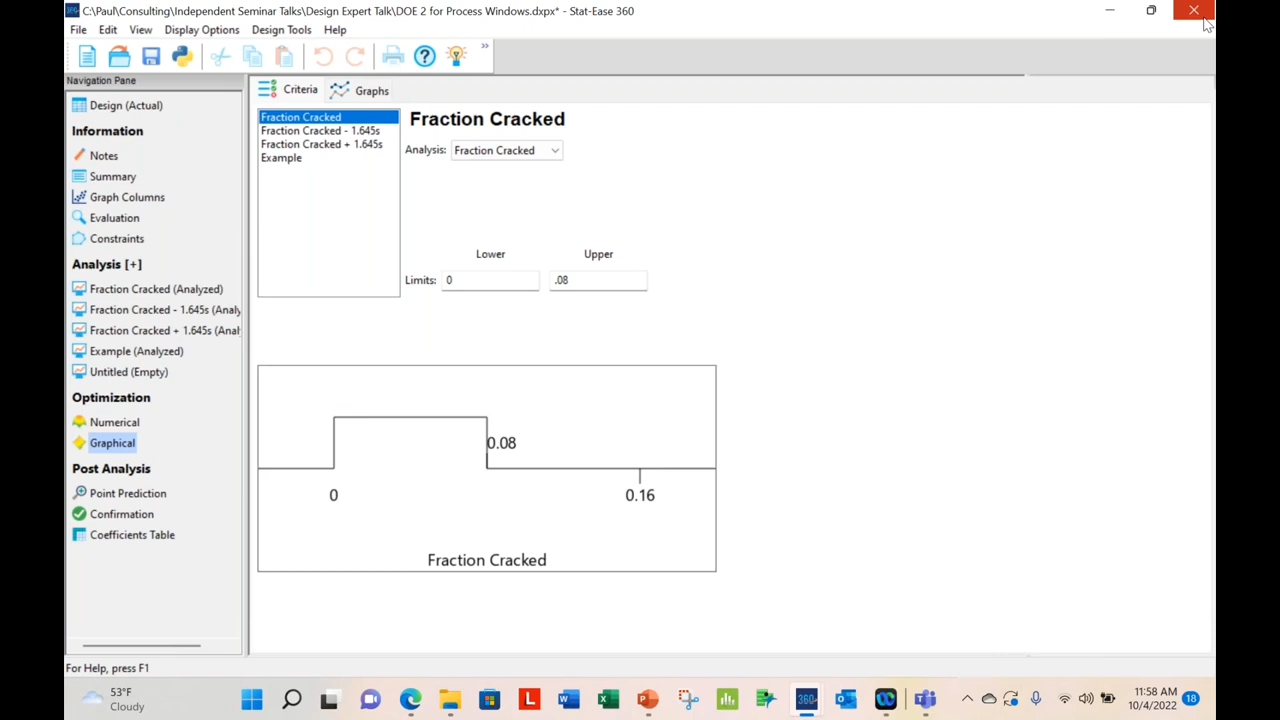 360
C:\Paul\Consulting\Independent Seminar Talks\Design Expert Talk\DOE 2 for Process Windows.dxpx* - Stat-Ease 360
File Edit View Display Options Design Tools Help
»
Navigation Pane
Design (Actual)
Information
Notes
Summary
Graph Columns
Evaluation
Constraints
Analysis [+]
Fraction Cracked (Analyzed)
Fraction Cracked - 1.645s (Analy
Fraction Cracked + 1.645s (Anal
Example (Analyzed)
Untitled (Empty)
Optimization
Numerical
Graphical
Post Analysis
Point Prediction
Confirmation
Coefficients Table
Criteria Graphs
Fraction Cracked
Fraction Cracked - 1.645s
Fraction Cracked + 1.645s
Example
Fraction Cracked
Analysis: Fraction Cracked
Lower Upper
Limits: 0 .08
0.08
0 0.16
Fraction Cracked
For Help, press F1
53°F
Cloudy
L
360
11:58 AM
10/4/2022
18